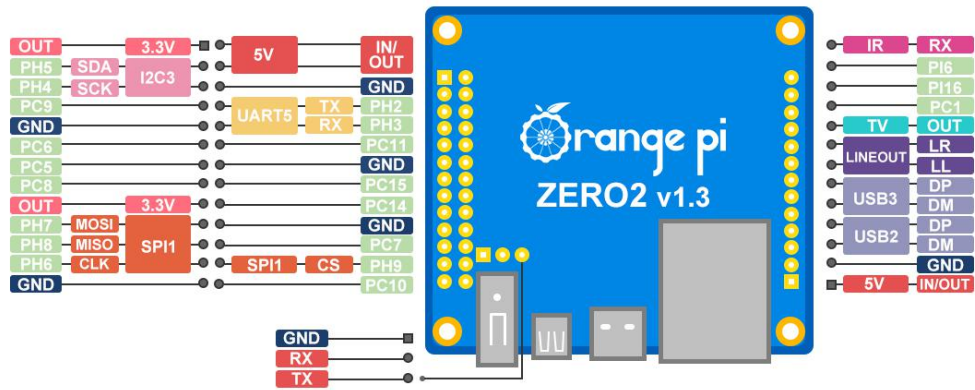 OUT 3.3V 5V IN/OUT IR RX
PH5 SDA I2C3 PI6
PH4 SCK GND PI16
PC9 UART5 TX PH2 PC1
GND RX PH3 TV OUT
PC6 PC11 LINEOUT LR
PC5 GND LL
PC8 PC15 USB3 DP
OUT 3.3V PC14 DM
PH7 MOSI SPI1 GND USB2 DP
PH8 MISO PC7 DM
PH6 CLK SPI1 CS PH9 GND
GND PC10 5V IN/OUT
Orange pi
ZERO2 v1.3
GND
RX
TX